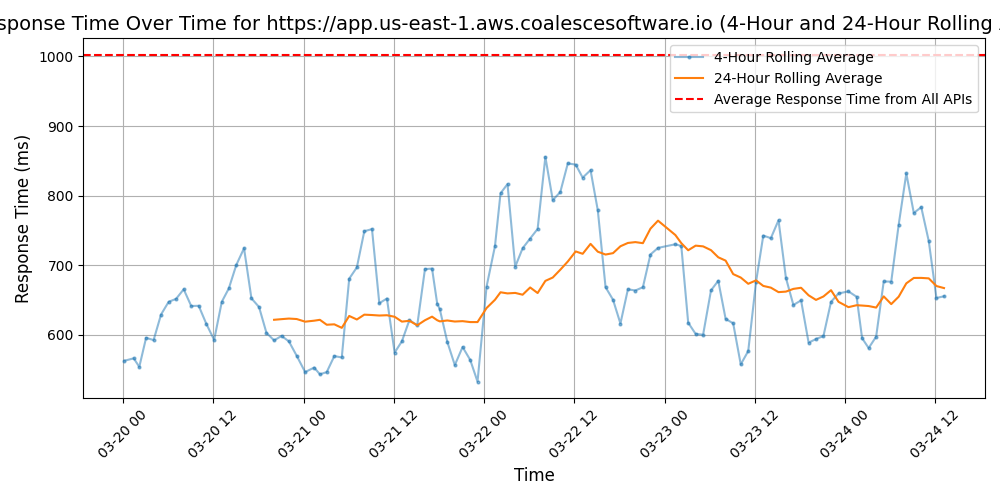 sponse Time Over Time for https://app.us-east-1.aws.coalescesoftware.io (4-Hour and 24-Hour Rolling
4-Hour Rolling Average
24-Hour Rolling Average
Average Response Time from All APIs
Response Time (ms)
1000
900
800
700
600
03-20 00
03-20 12
03-21 00
03-21 12
03-22 00
03-22 12
03-23 00
03-23 12
03-24 00
03-24 12
Time